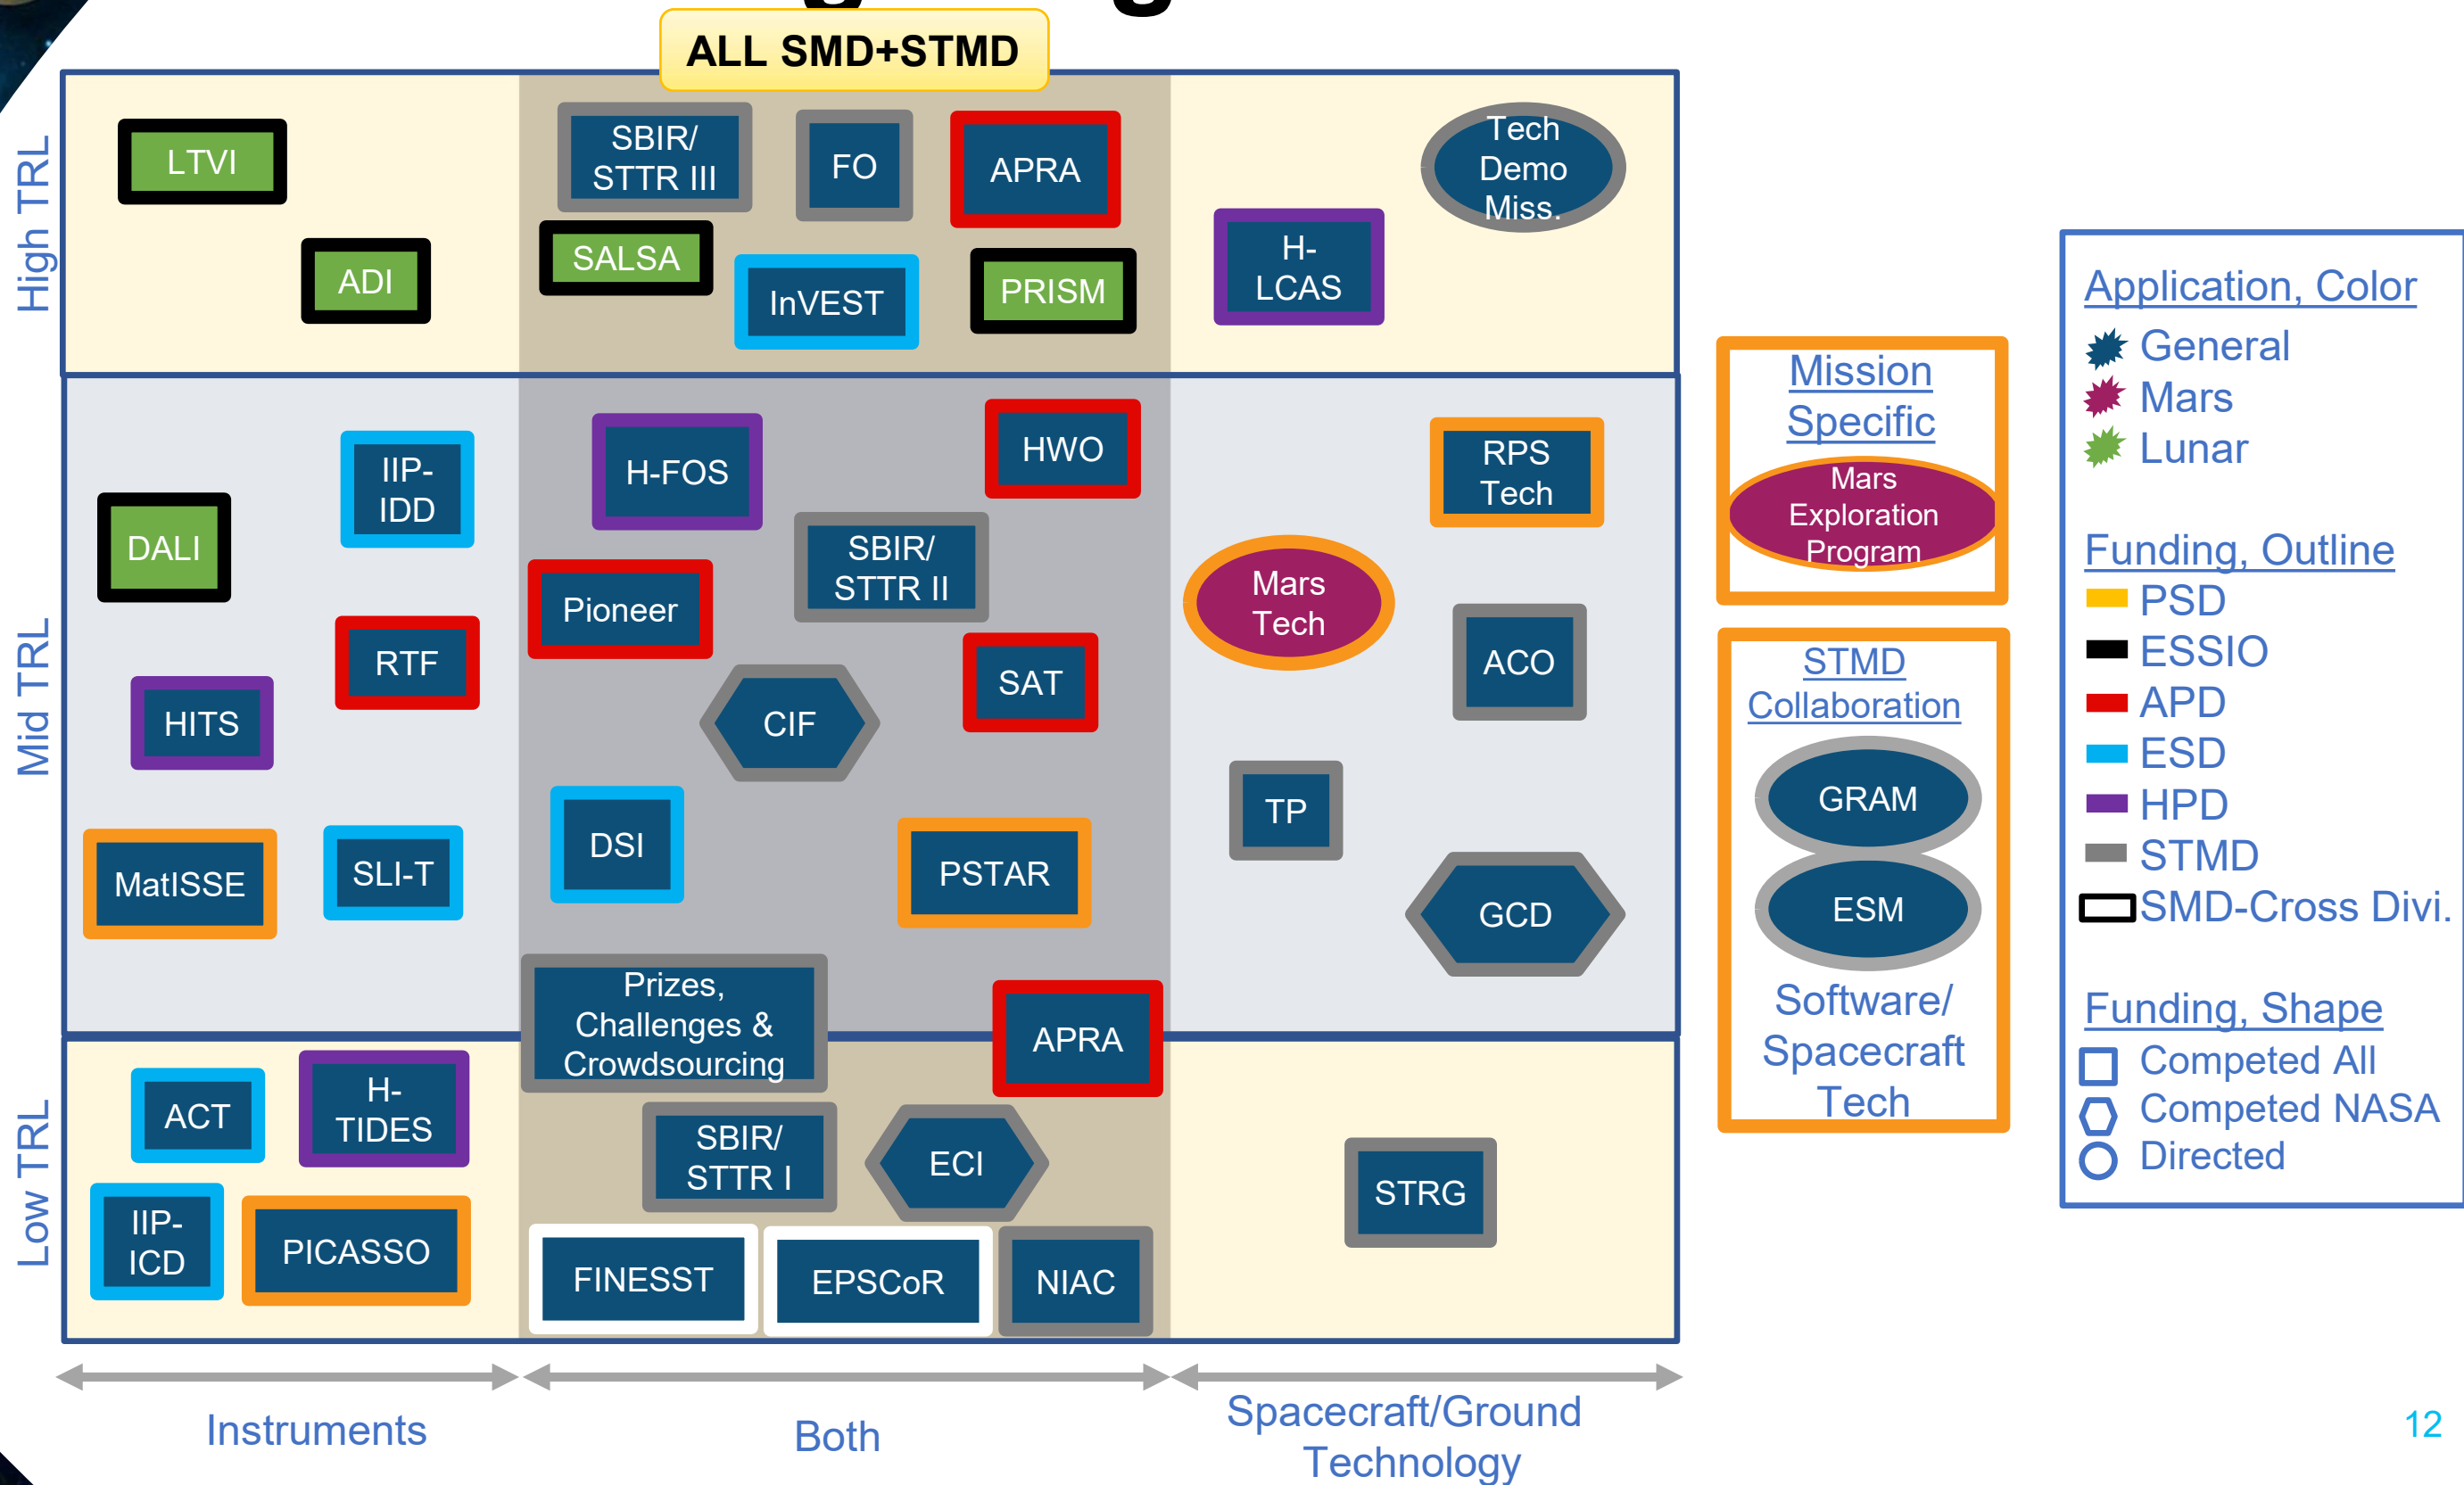 ALL SMD+STMD
High TRL
LTVI
ADI
SBIR/
STTR III
FO
APRA
SALSA
InVEST
PRISM
H-
LCAS
Tech
Demo
Miss.
Mid TRL
DALI
IIP-
IDD
RTF
HITS
MatISSE
SLI-T
H-FOS
HWO
SBIR/
STTR II
Pioneer
SAT
CIF
DSI
PSTAR
Prizes,
Challenges &
Crowdsourcing
APRA
RPS
Tech
Mars
Tech
ACO
TP
GCD
Low TRL
ACT
H-
TIDES
IIP-
ICD
PICASSO
SBIR/
STTR I
ECI
FINESST
EPSCoR
NIAC
STRG
Instruments
Both
Spacecraft/Ground
Technology
Mission
Specific
Mars
Exploration
Program
STMD
Collaboration
GRAM
ESM
Software/
Spacecraft
Tech
Application, Color
General
Mars
Lunar
Funding, Outline
PSD
ESSIO
APD
ESD
HPD
STMD
SMD-Cross Divi.
Funding, Shape
Competed All
Competed NASA
Directed
12